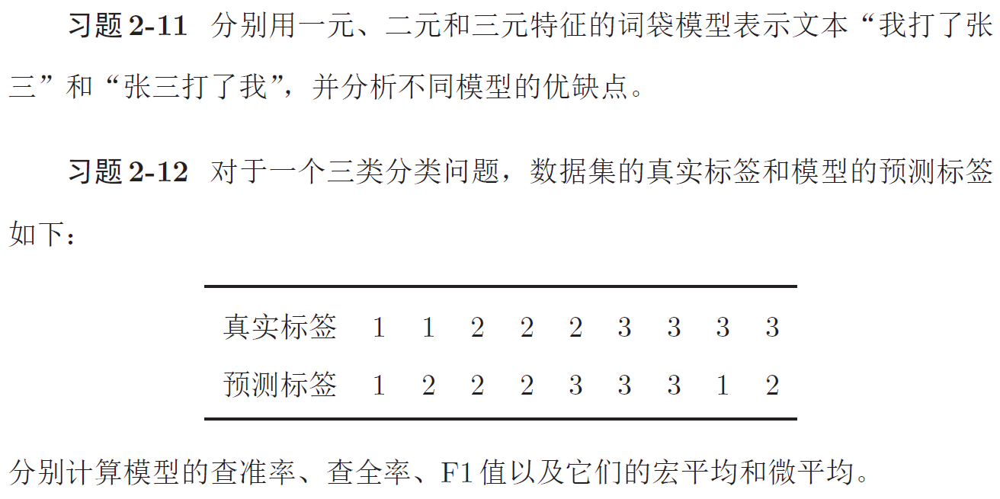 习题 2-11 分别用一元、二元和三元特征的词袋模型表示文本“我打了张
三”和“张三打了我”，并分析不同模型的优缺点。
习题 2-12 对于一个三类分类问题，数据集的真实标签和模型的预测标签
如下：
真实标签 1 1 2 2 2 3 3 3 3
预测标签 1 2 2 2 3 3 3 1 2
分别计算模型的查准率、查全率、F1 值以及它们的宏平均和微平均。